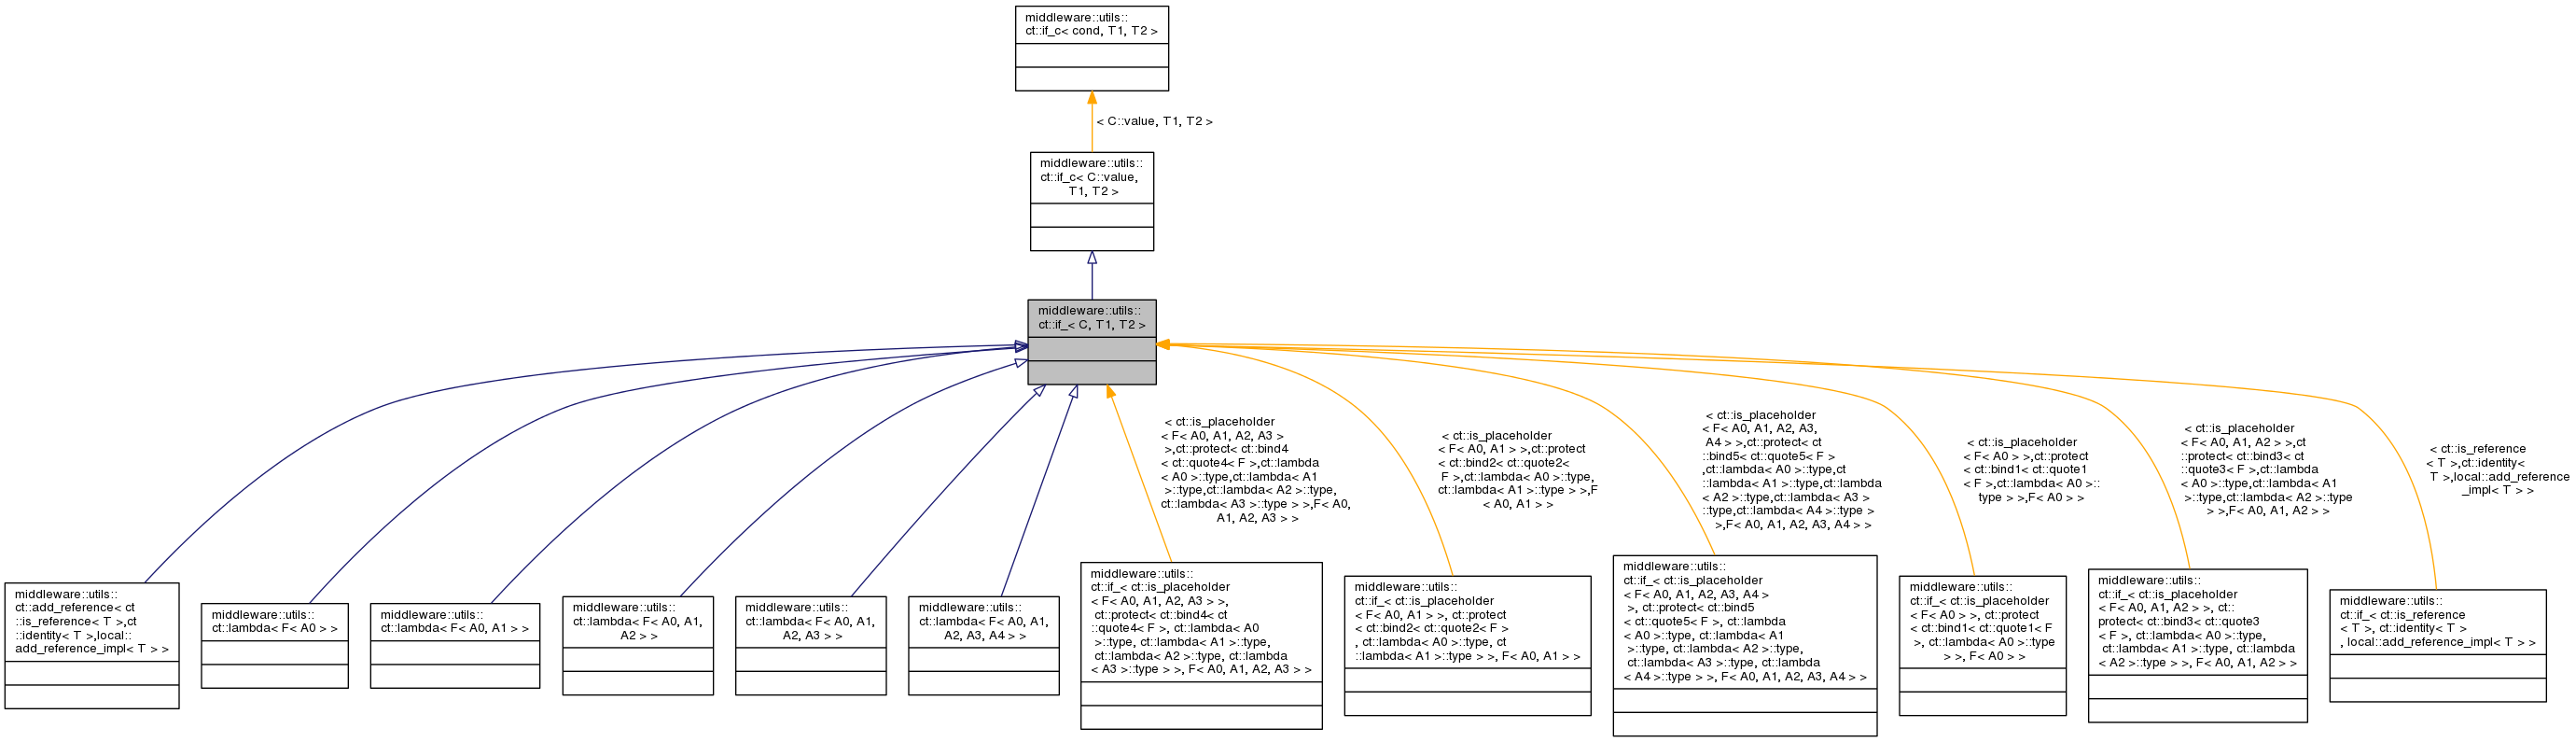 middleware::utils::
ct::if_c< cond, T1, T2 >
< C::value, T1, T2 >
middleware::utils::
ct::if_c< C::value,
T1, T2 >
middleware::utils::
ct::if_< C, T1, T2 >
< ct::is_placeholder
< F< A0, A1, A2, A3 >
>,ct::protect< ct::bind4
< ct::quote4< F >,ct::lambda
< A0 >::type,ct::lambda< A1
>::type,ct::lambda< A2 >::type,
ct::lambda< A3 >::type > >,F< A0,
A1, A2, A3 > >
< ct::is_placeholder
< F< A0, A1 > >,ct::protect
< ct::bind2< ct::quote2<
F >,ct::lambda< A0 >::type,
ct::lambda< A1 >::type > >,F
< A0, A1 > >
< ct::is_placeholder
< F< A0, A1, A2, A3,
A4 > >,ct::protect< ct
::bind5< ct::quote5< F >
,ct::lambda< A0 >::type,ct
::lambda< A1 >::type,ct::lambda
< A2 >::type,ct::lambda< A3 >
::type,ct::lambda< A4 >::type >
>,F< A0, A1, A2, A3, A4 > >
< ct::is_placeholder
< F< A0 > >,ct::protect
< ct::bind1< ct::quote1
< F >,ct::lambda< A0 >::
type > >,F< A0 > >
< ct::is_placeholder
< F< A0, A1, A2 > >,ct
::protect< ct::bind3< ct
::quote3< F >,ct::lambda
< A0 >::type,ct::lambda< A1
>::type,ct::lambda< A2 >::type
> >,F< A0, A1, A2 > >
< ct::is_reference
< T >,ct::identity<
T >,local::add_reference
_impl< T > >
middleware::utils::
ct::add_reference< ct
::is_reference< T >,ct
::identity< T >,local::
add_reference_impl< T > >
middleware::utils::
ct::lambda< F< A0 > >
middleware::utils::
ct::lambda< F< A0, A1 > >
middleware::utils::
ct::lambda< F< A0, A1,
A2 > >
middleware::utils::
ct::lambda< F< A0, A1,
A2, A3 > >
middleware::utils::
ct::lambda< F< A0, A1,
A2, A3, A4 > >
middleware::utils::
ct::if_< ct::is_placeholder
< F< A0, A1, A2, A3 > >,
ct::protect< ct::bind4< ct
::quote4< F >, ct::lambda< A0
>::type, ct::lambda< A1 >::type,
ct::lambda< A2 >::type, ct::lambda
< A3 >::type > >, F< A0, A1, A2, A3 > >
middleware::utils::
ct::if_< ct::is_placeholder
< F< A0, A1 > >, ct::protect
< ct::bind2< ct::quote2< F >
, ct::lambda< A0 >::type, ct
::lambda< A1 >::type > >, F< A0, A1 > >
middleware::utils::
ct::if_< ct::is_placeholder
< F< A0, A1, A2, A3, A4 >
>, ct::protect< ct::bind5
< ct::quote5< F >, ct::lambda
< A0 >::type, ct::lambda< A1
>::type, ct::lambda< A2 >::type,
ct::lambda< A3 >::type, ct::lambda
< A4 >::type > >, F< A0, A1, A2, A3, A4 > >
middleware::utils::
ct::if_< ct::is_placeholder
< F< A0 > >, ct::protect
< ct::bind1< ct::quote1< F
>, ct::lambda< A0 >::type
> >, F< A0 > >
middleware::utils::
ct::if_< ct::is_placeholder
< F< A0, A1, A2 > >, ct::
protect< ct::bind3< ct::quote3
< F >, ct::lambda< A0 >::type,
ct::lambda< A1 >::type, ct::lambda
< A2 >::type > >, F< A0, A1, A2 > >
middleware::utils::
ct::if_< ct::is_reference
< T >, ct::identity< T >
, local::add_reference_impl< T > >